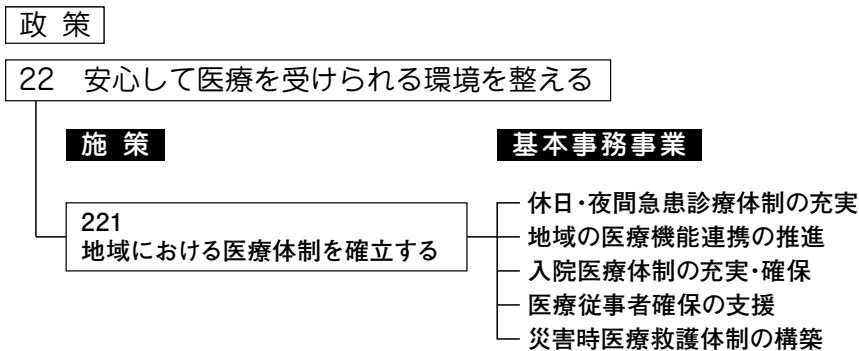 政 策
22 安心して医療を受けられる環境を整える
施 策
基本事務事業
221
地域における医療体制を確立する
休日・夜間急患診療体制の充実
地域の医療機能連携の推進
入院医療体制の充実・確保
医療従事者確保の支援
災害時医療救護体制の構築